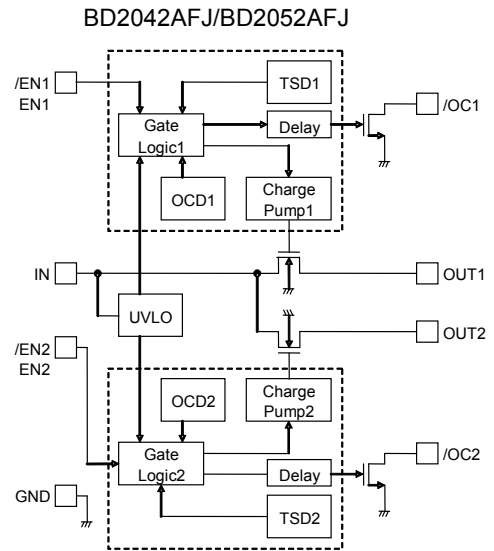 BD2042AFJ/BD2052AFJ
/EN1
EN1
TSD1
/OC1
Gate
Logic1
Delay
OCD1
Charge
Pump1
IN
OUT1
UVLO
OUT2
/EN2
EN2
OCD2
Charge
Pump2
Gate
Logic2
Delay
/OC2
GND
TSD2